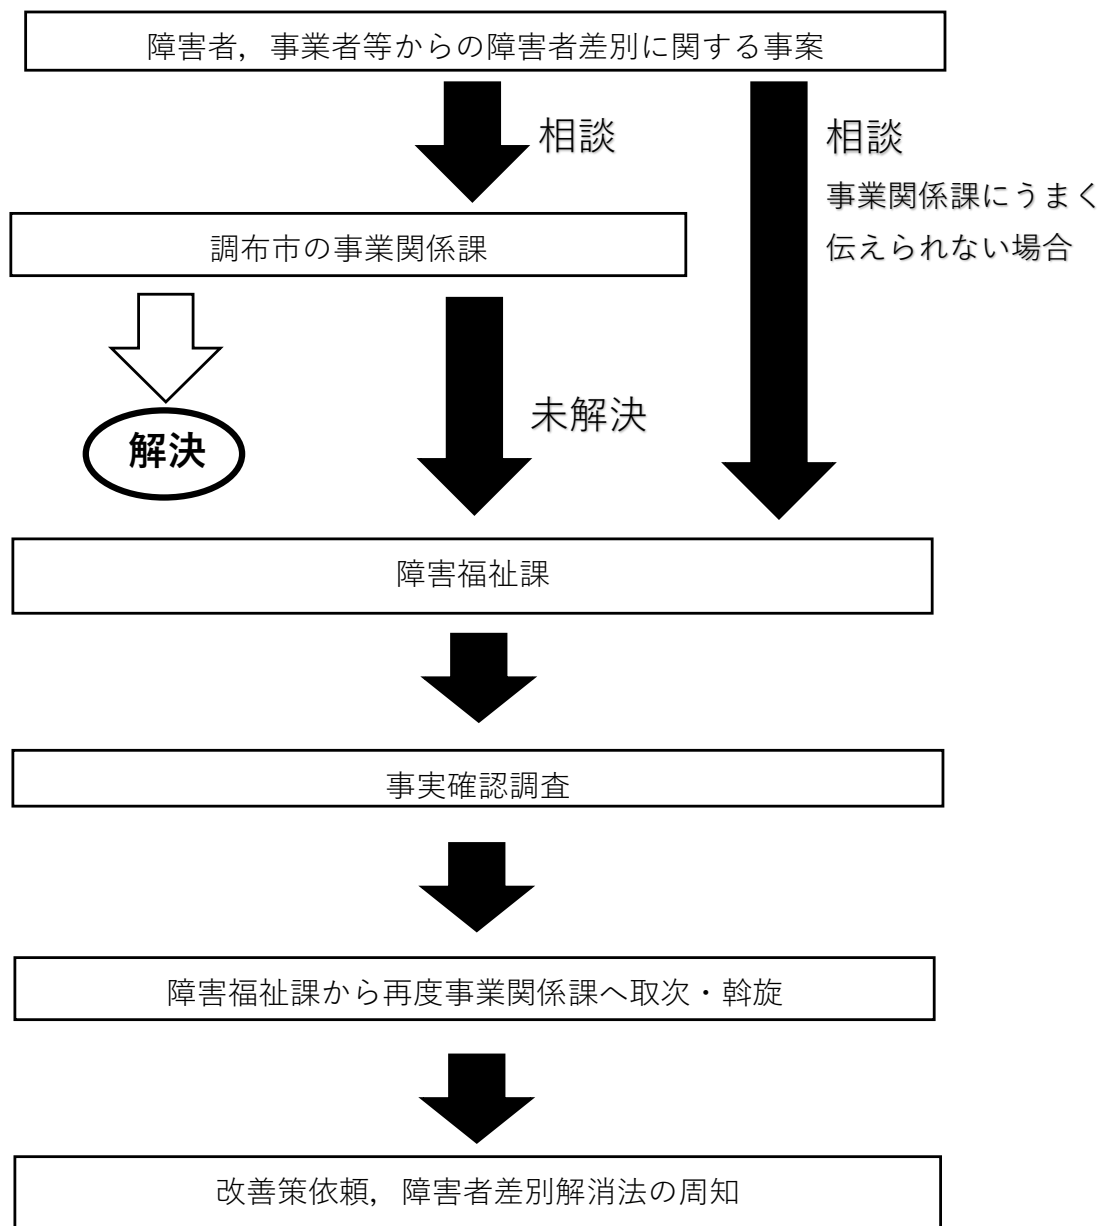 障害者，事業者等からの障害者差別に関する事案
相談
相談
事業関係課にうまく
伝えられない場合
調布市の事業関係課
解決
未解決
障害福祉課
事実確認調査
障害福祉課から再度事業関係課へ取次・斡旋
改善策依頼，障害者差別解消法の周知